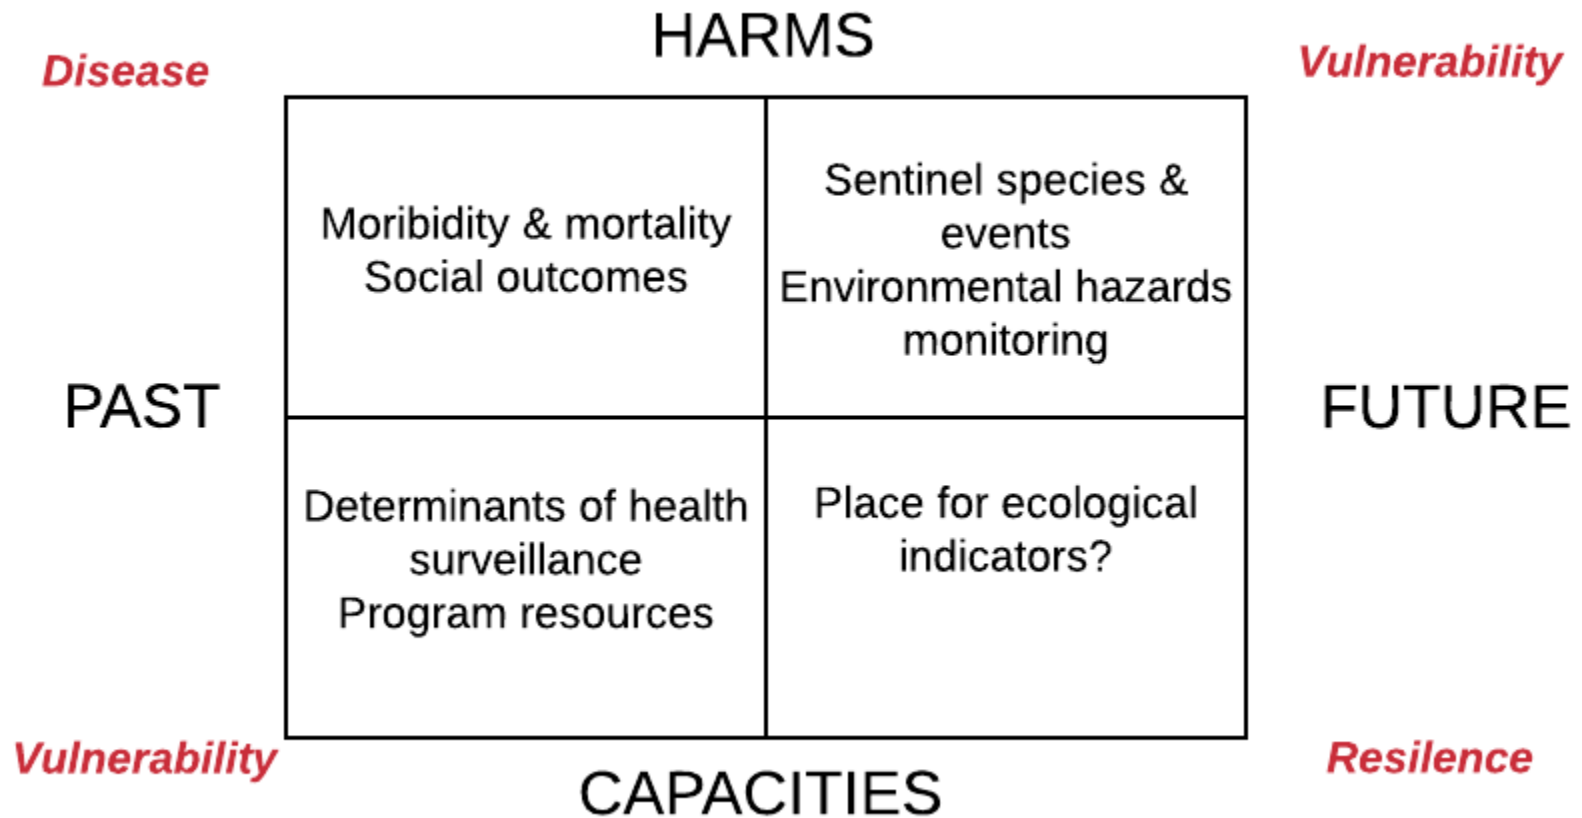 HARMS
Disease
Vulnerability
Moribidity & mortality
Social outcomes
Sentinel species &
events
Environmental hazards
monitoring
PAST
FUTURE
Determinants of health
surveillance
Program resources
Place for ecological
indicators?
Vulnerability
Resilence
CAPACITIES